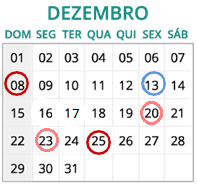 DEZEMBRO
DOM SEG TER QUA QUI SEX SÁB
01 02 03 04 05 06 07
08 09 10 11 12 13 14
15 16 17 18 19 20 21
22 23 24 25 26 27 28
29 30 31